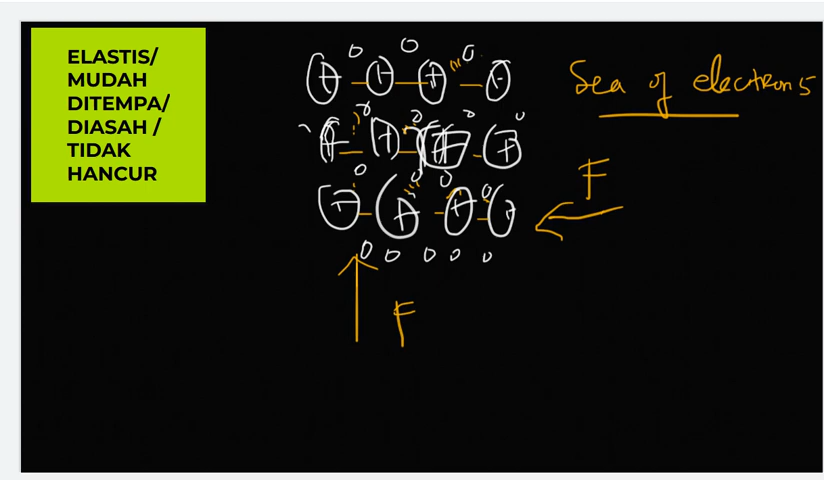 ELASTIS/
MUDAH
DITEMPA/
DIASAH /
TIDAK
HANCUR
Sea of electrons
F
F